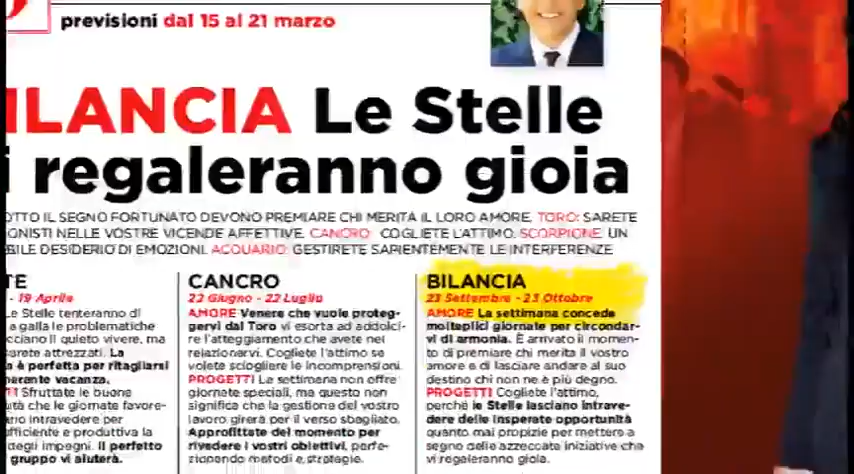 previsioni dal 15 al 21 marzo
ILANCIA Le Stelle
i regaleranno gioia
OTTO IL SEGNO FORTUNATO DEVONO PREMIARE CHI MERITA IL LORO AMORE. TORO: SARETE
ONISTI NELLE VOSTRE VICENDE AFFETTIVE. CANCRO: COGLIETE L'ATTIMO. SCORPIONE: UN
BILE DESIDERIO DI EMOZIONI. ACQUARIO: GESTIRETE SAPIENTEMENTE LE INTERFERENZE
TE
- 19 Aprile
Le Stelle tenteranno di
a galla le problematiche
cciano il quieto vivere, ma
sarete attrezzati. La
a è perfetta per ritagliarsi
nerante vacanza.
TI Sfruttate le buone
ità che le giornate favore-
ano intravedere per
fficiente e produttiva la
degli impegni. Il perfetto
gruppo vi aiuterà.
CANCRO
22 Giugno - 22 Luglio
AMORE Venere che vuole proteg-
gervi dal Toro vi esorta ad addolci-
re l'atteggiamento che avete nel
relazionarvi. Cogliete l'attimo se
volete sciogliere le incomprensioni.
PROGETTI La settimana non offre
giornate speciali, ma questo non
significa che la gestione del vostro
lavoro girerà per il verso sbagliato.
Approfittate del momento per
rivedere i vostri obiettivi, perfe-
zionando metodi e strategie.
BILANCIA
23 Settembre - 23 Ottobre
AMORE La settimana concede
molteplici giornate per circondar-
vi di armonia. È arrivato il momen-
to di premiare chi merita il vostro
amore e di lasciare andare al suo
destino chi non ne è più degno.
PROGETTI Cogliete l'attimo,
perché le Stelle lasciano intrave-
dere delle insperate opportunità
quanto mai propizie per mettere a
segno delle azzeccate iniziative che
vi regaleranno gioia.